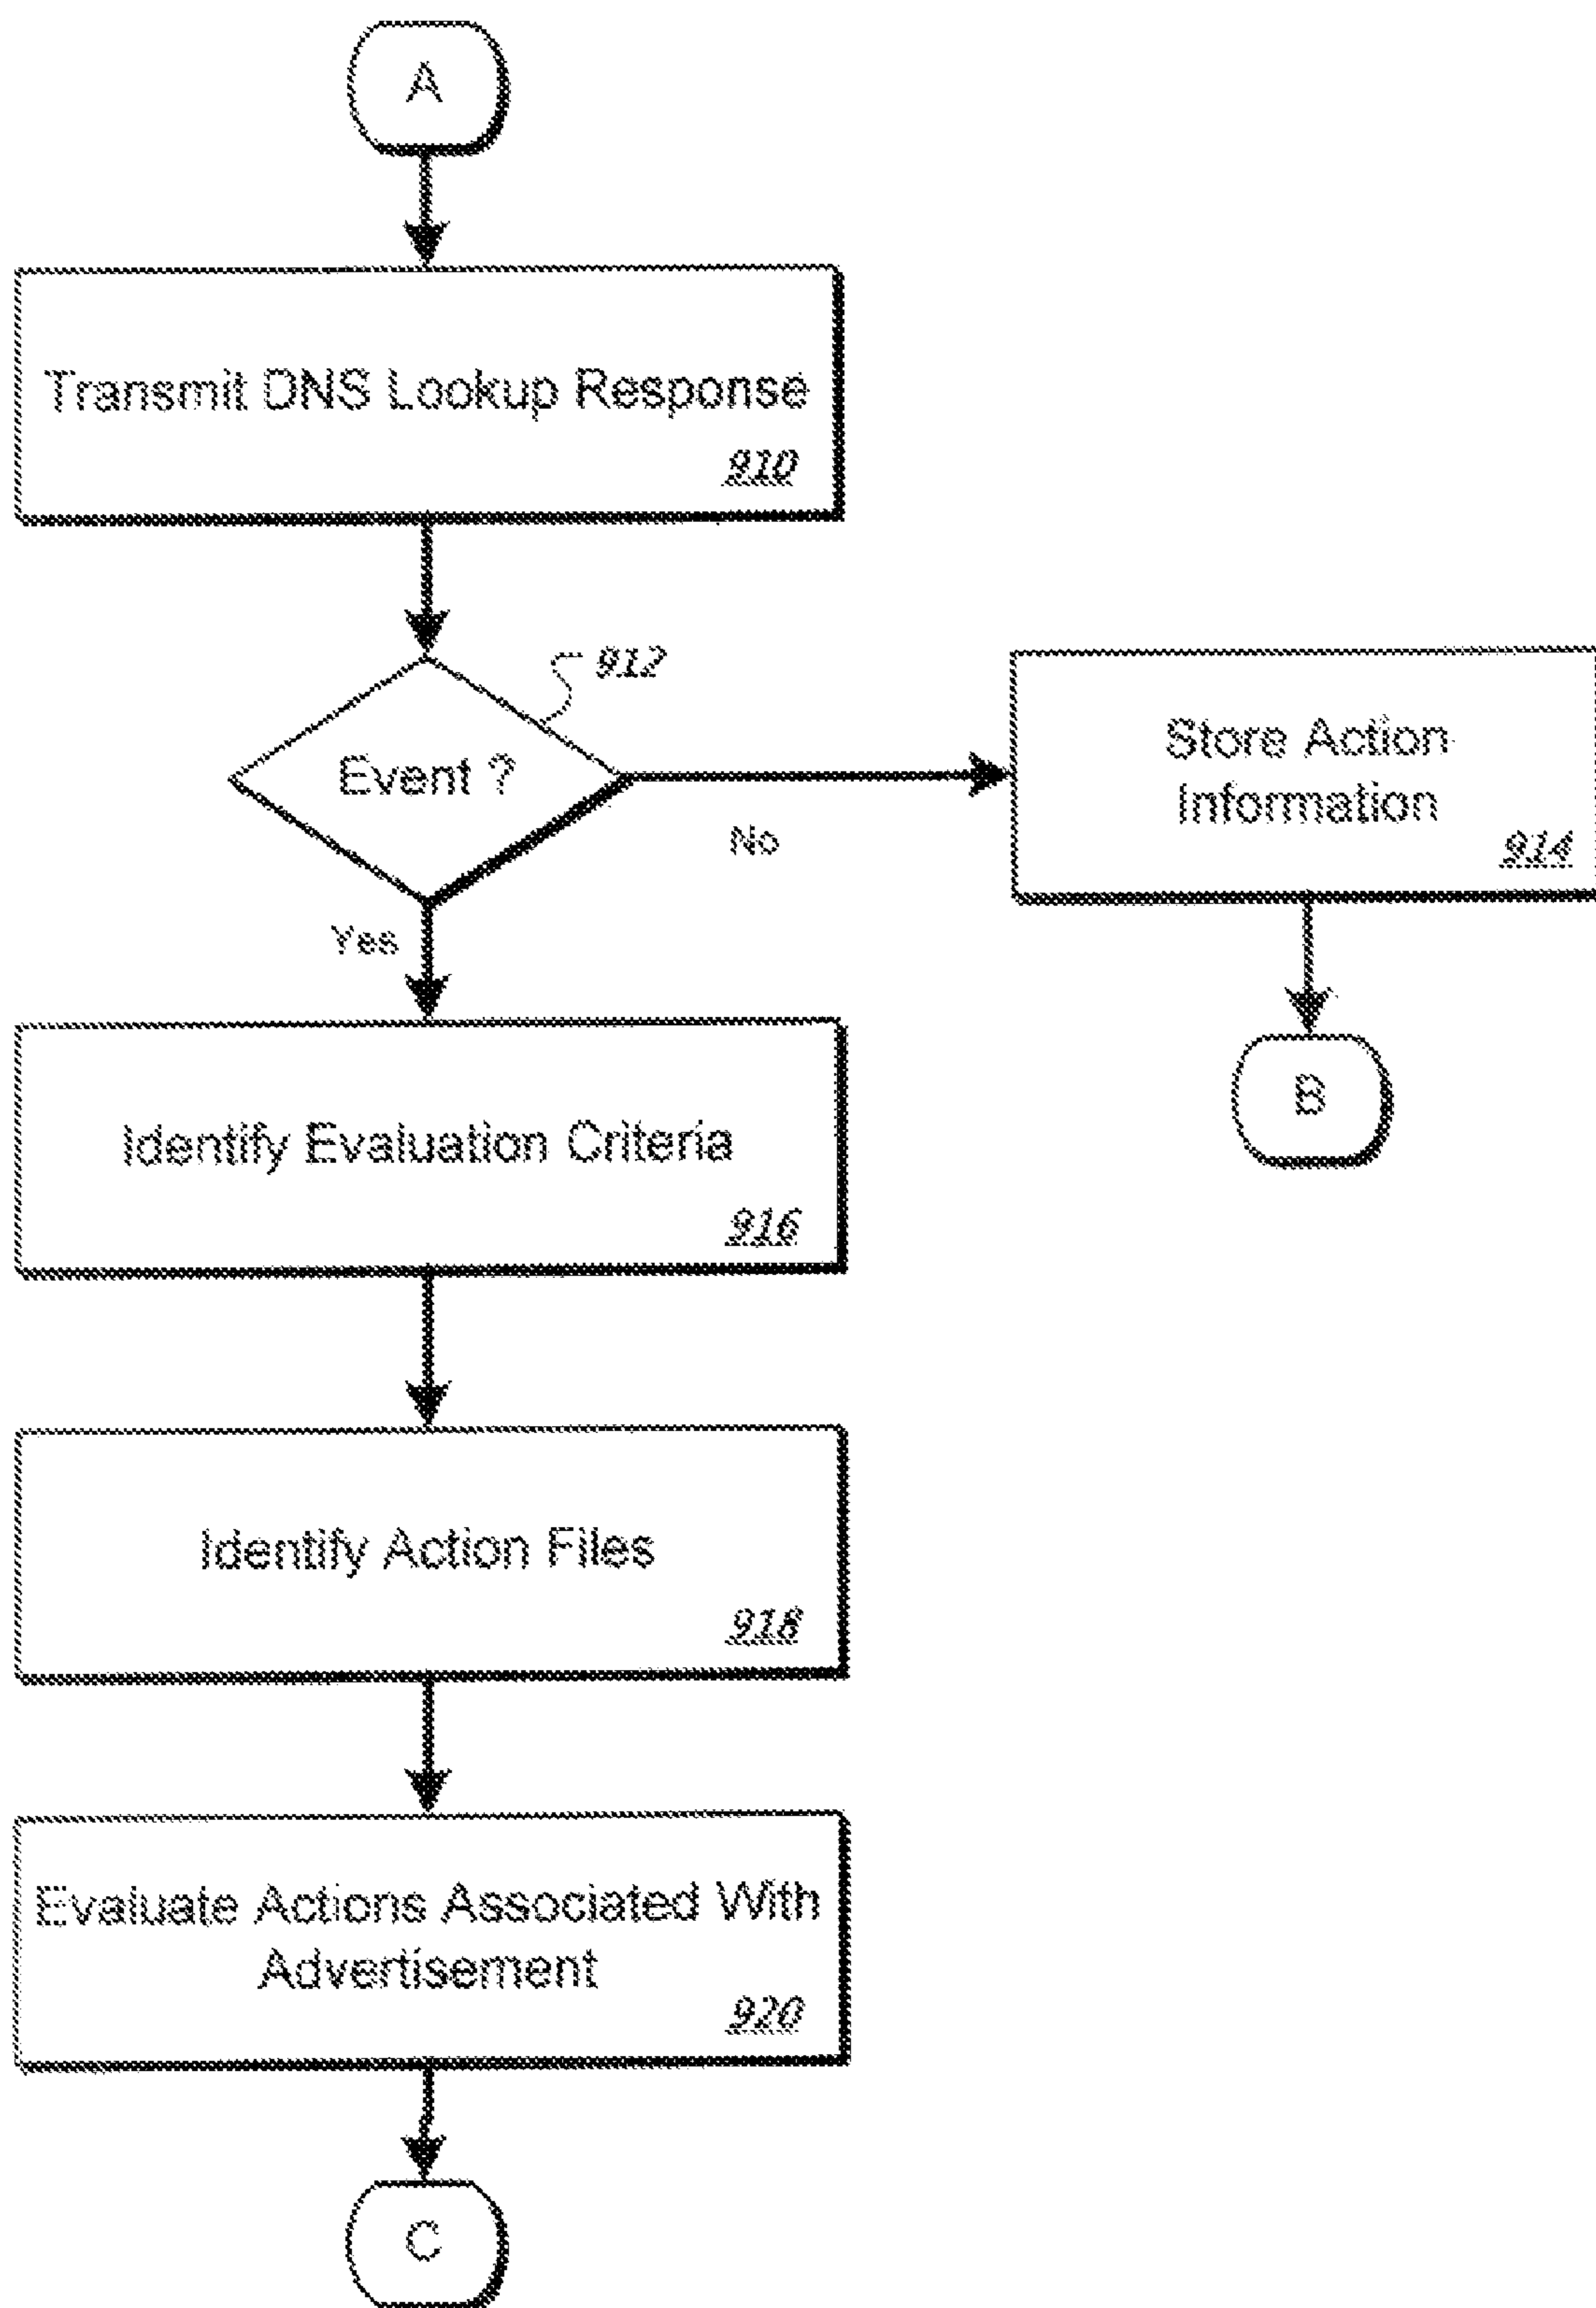 A
Transmit DNS Lookup Response
910
912
Event ?
No
Store Action
Information
914
Yes
B
Identify Evaluation Criteria
916
Identify Action Files
918
Evaluate Actions Associated With
Advertisement
920
C